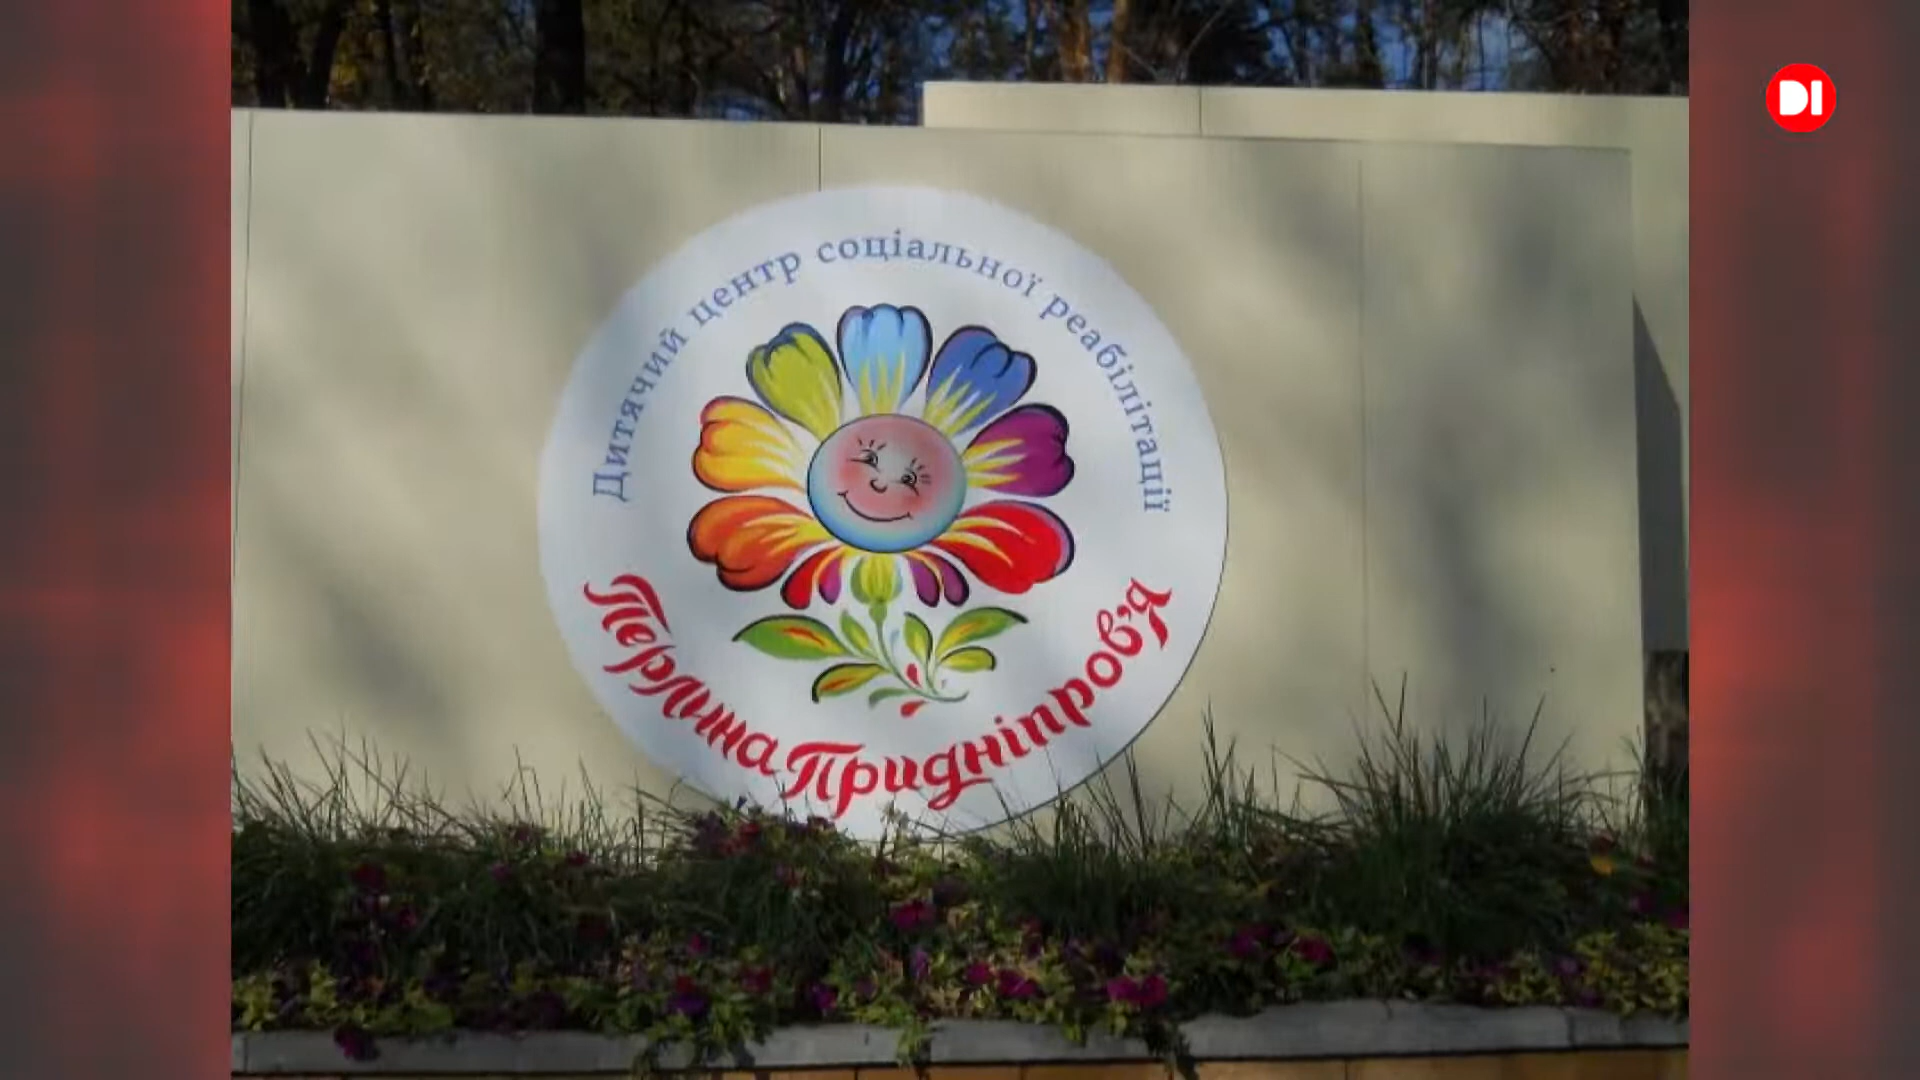 DI
Дитячий центр соціальної реабілітації
Перлина Придніпров'я